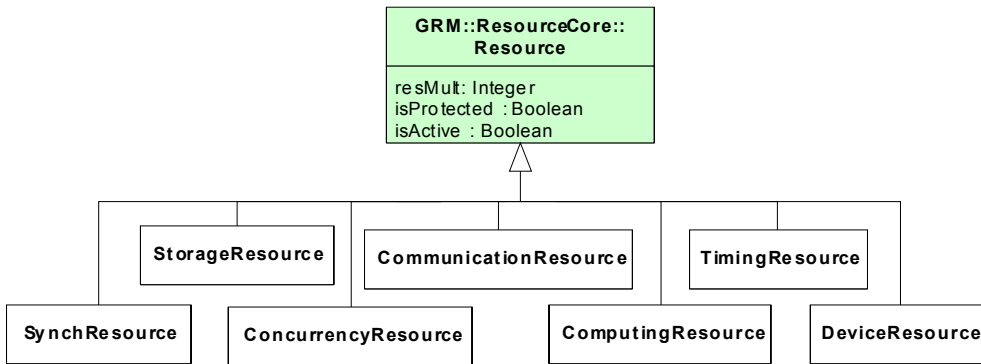 GRM::ResourceCore::
Resource
resMult: Integer
isProtected : Boolean
isActive : Boolean
StorageResource
CommunicationResource
TimingResource
SynchResource
ConcurrencyResource
ComputingResource
DeviceResource